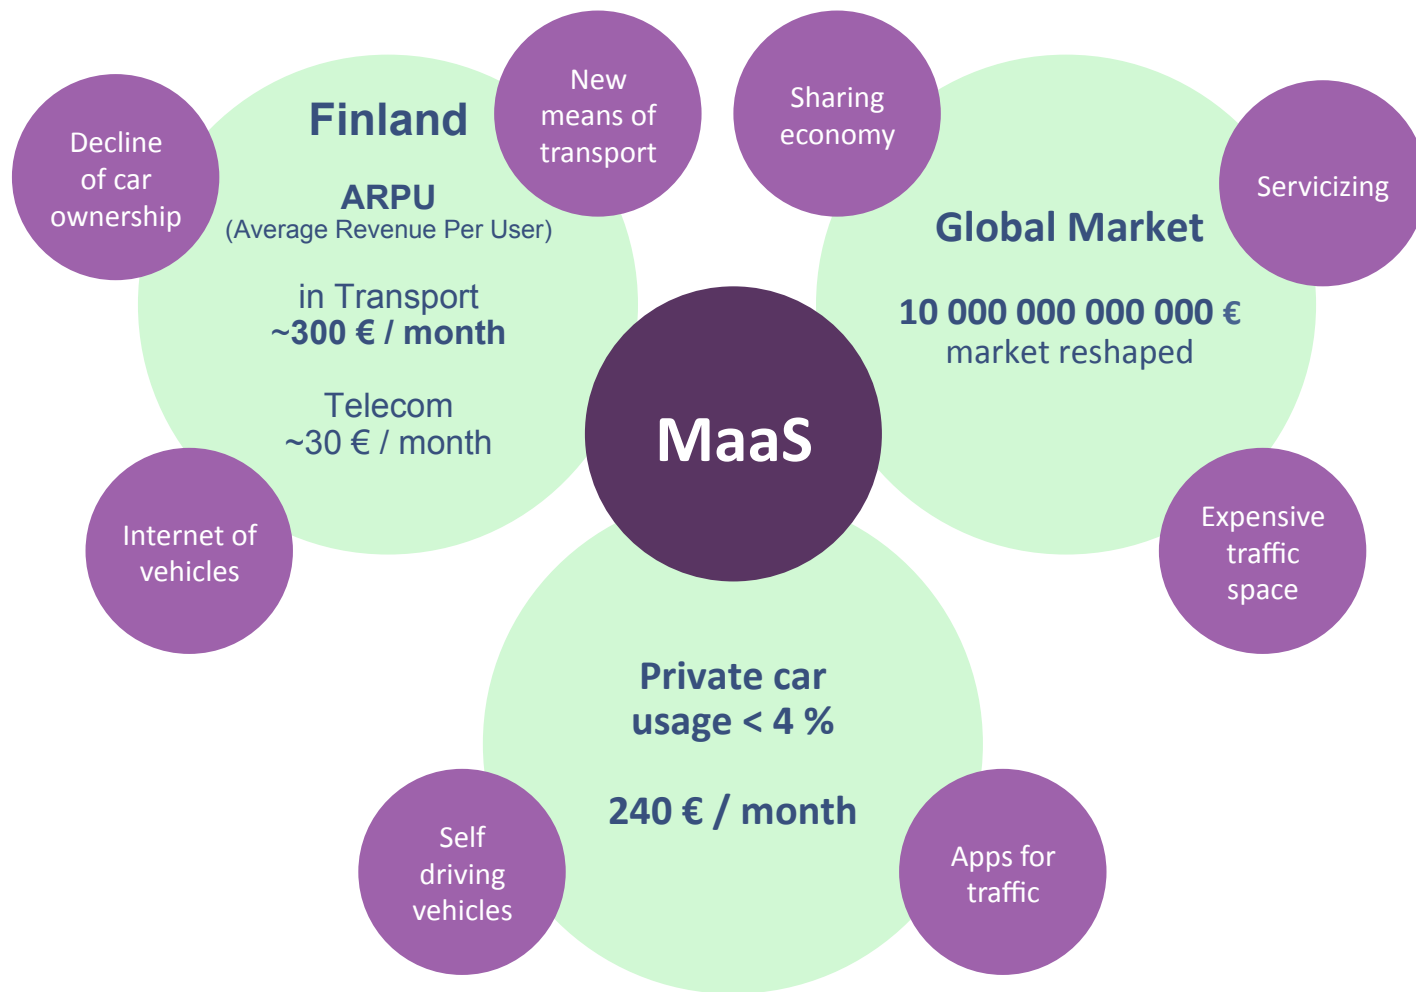 Decline
of car
ownership
Finland
ARPU
(Average Revenue Per User)
in Transport
~300 € / month
Telecom
~30 € / month
New
means of
transport
Sharing
economy
Servicizing
Global Market
10 000 000 000 000 €
market reshaped
MaaS
Internet of
vehicles
Expensive
traffic
space
Private car
usage < 4 %
240 € / month
Self
driving
vehicles
Apps for
traffic